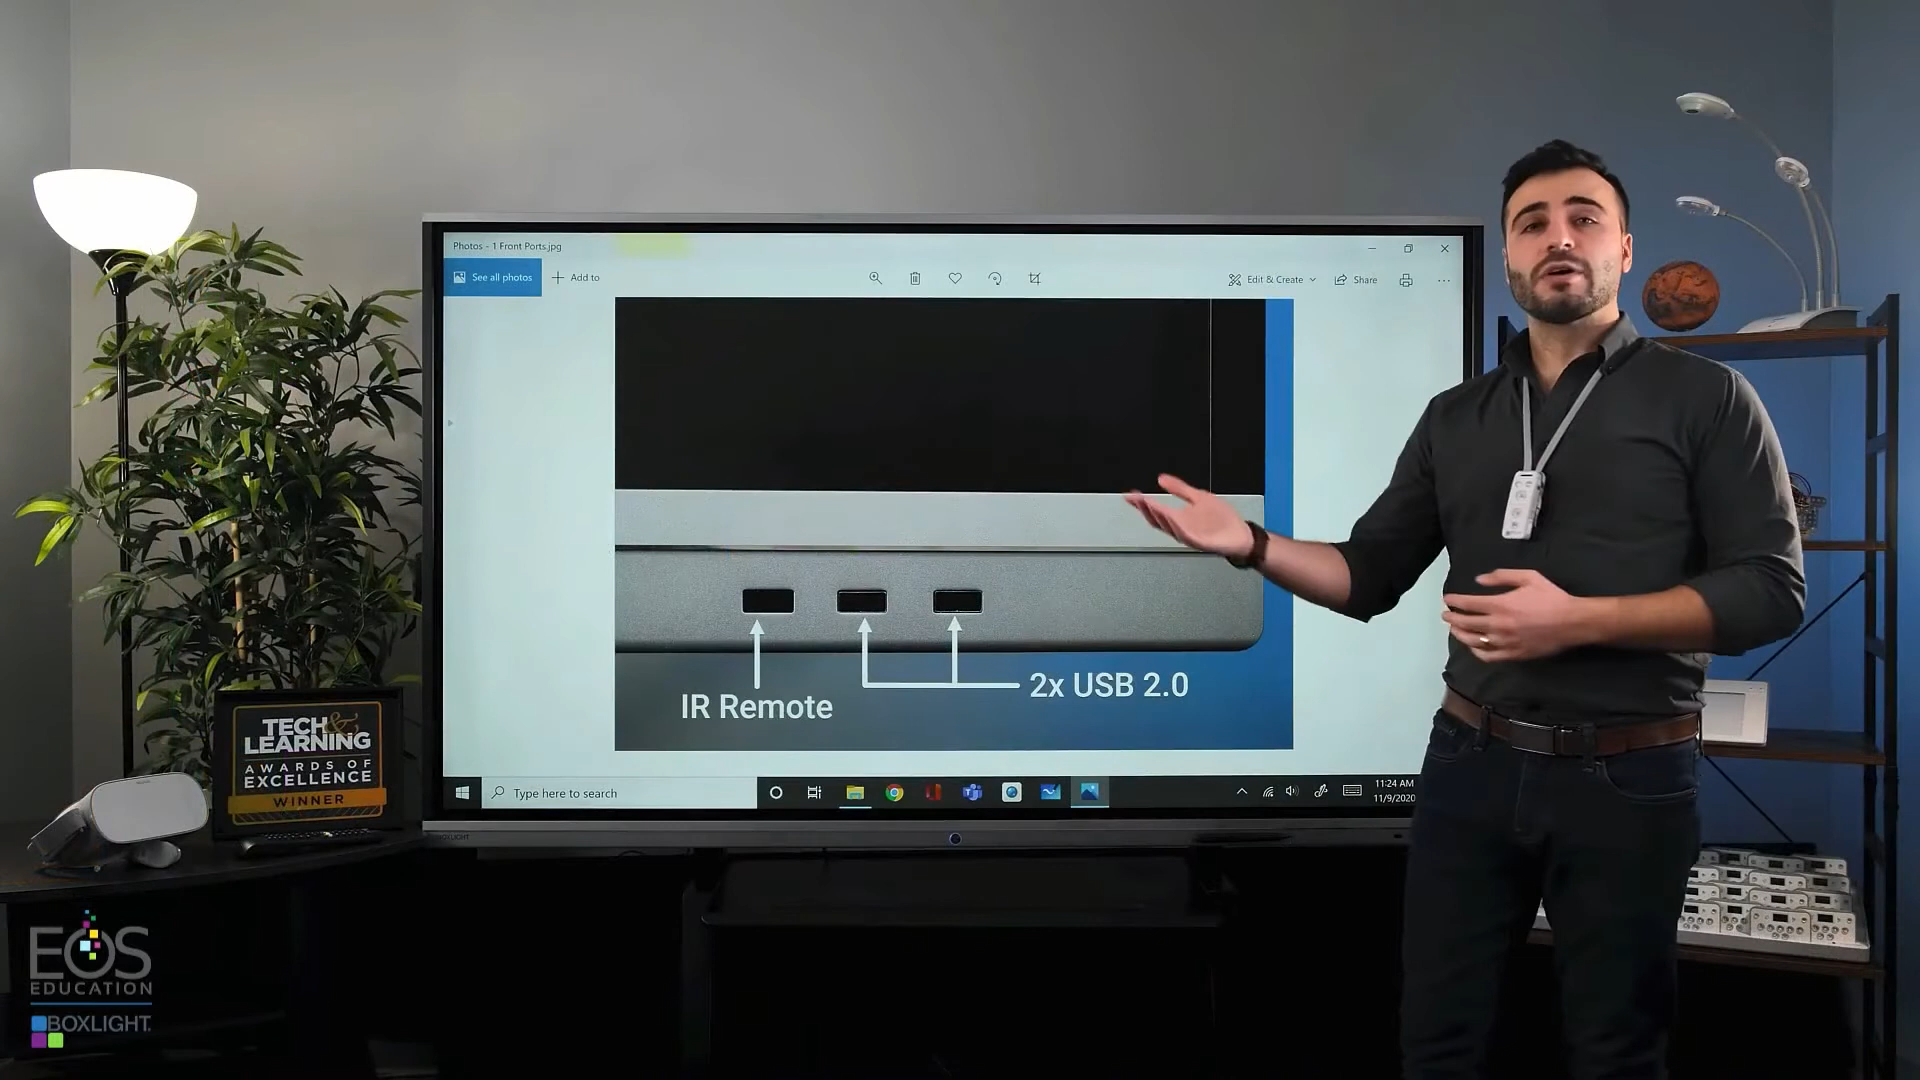 Photos - 1 Front Ports.jpg
See all photos
Add to
Edit & Create
Share
IR Remote
2x USB 2.0
Type here to search
11:24 AM
11/9/2020
BOXLIGHT
TECH&
LEARNING
AWARDS OF
EXCELLENCE
WINNER
EOS
EDUCATION
BOXLIGHT